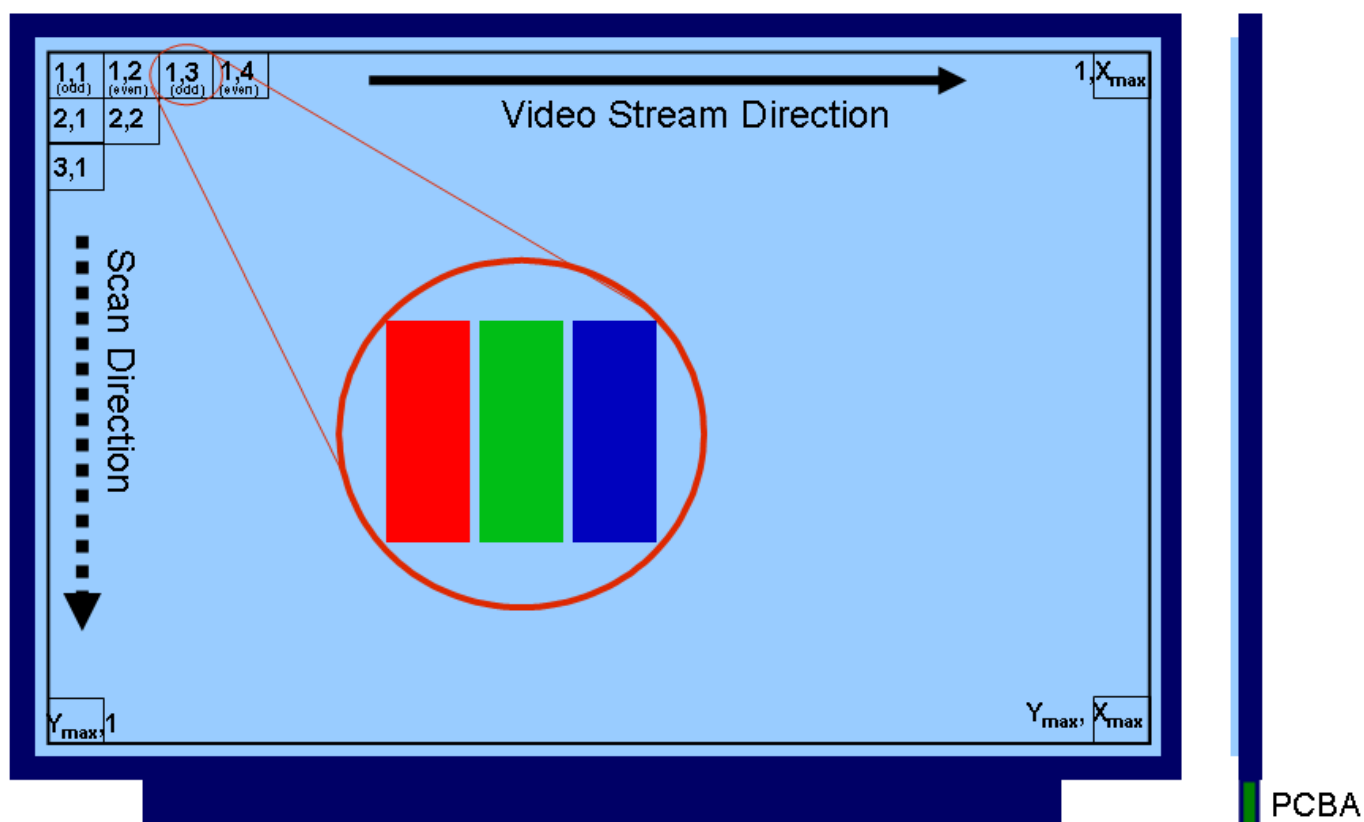 1,1 1,2 1,3 1,4 1,Xmax
(odd) (even) (odd) (even)
Video Stream Direction
2,1 2,2
3,1
Scan Direction
Ymax,1 Ymax, Xmax
PCBA